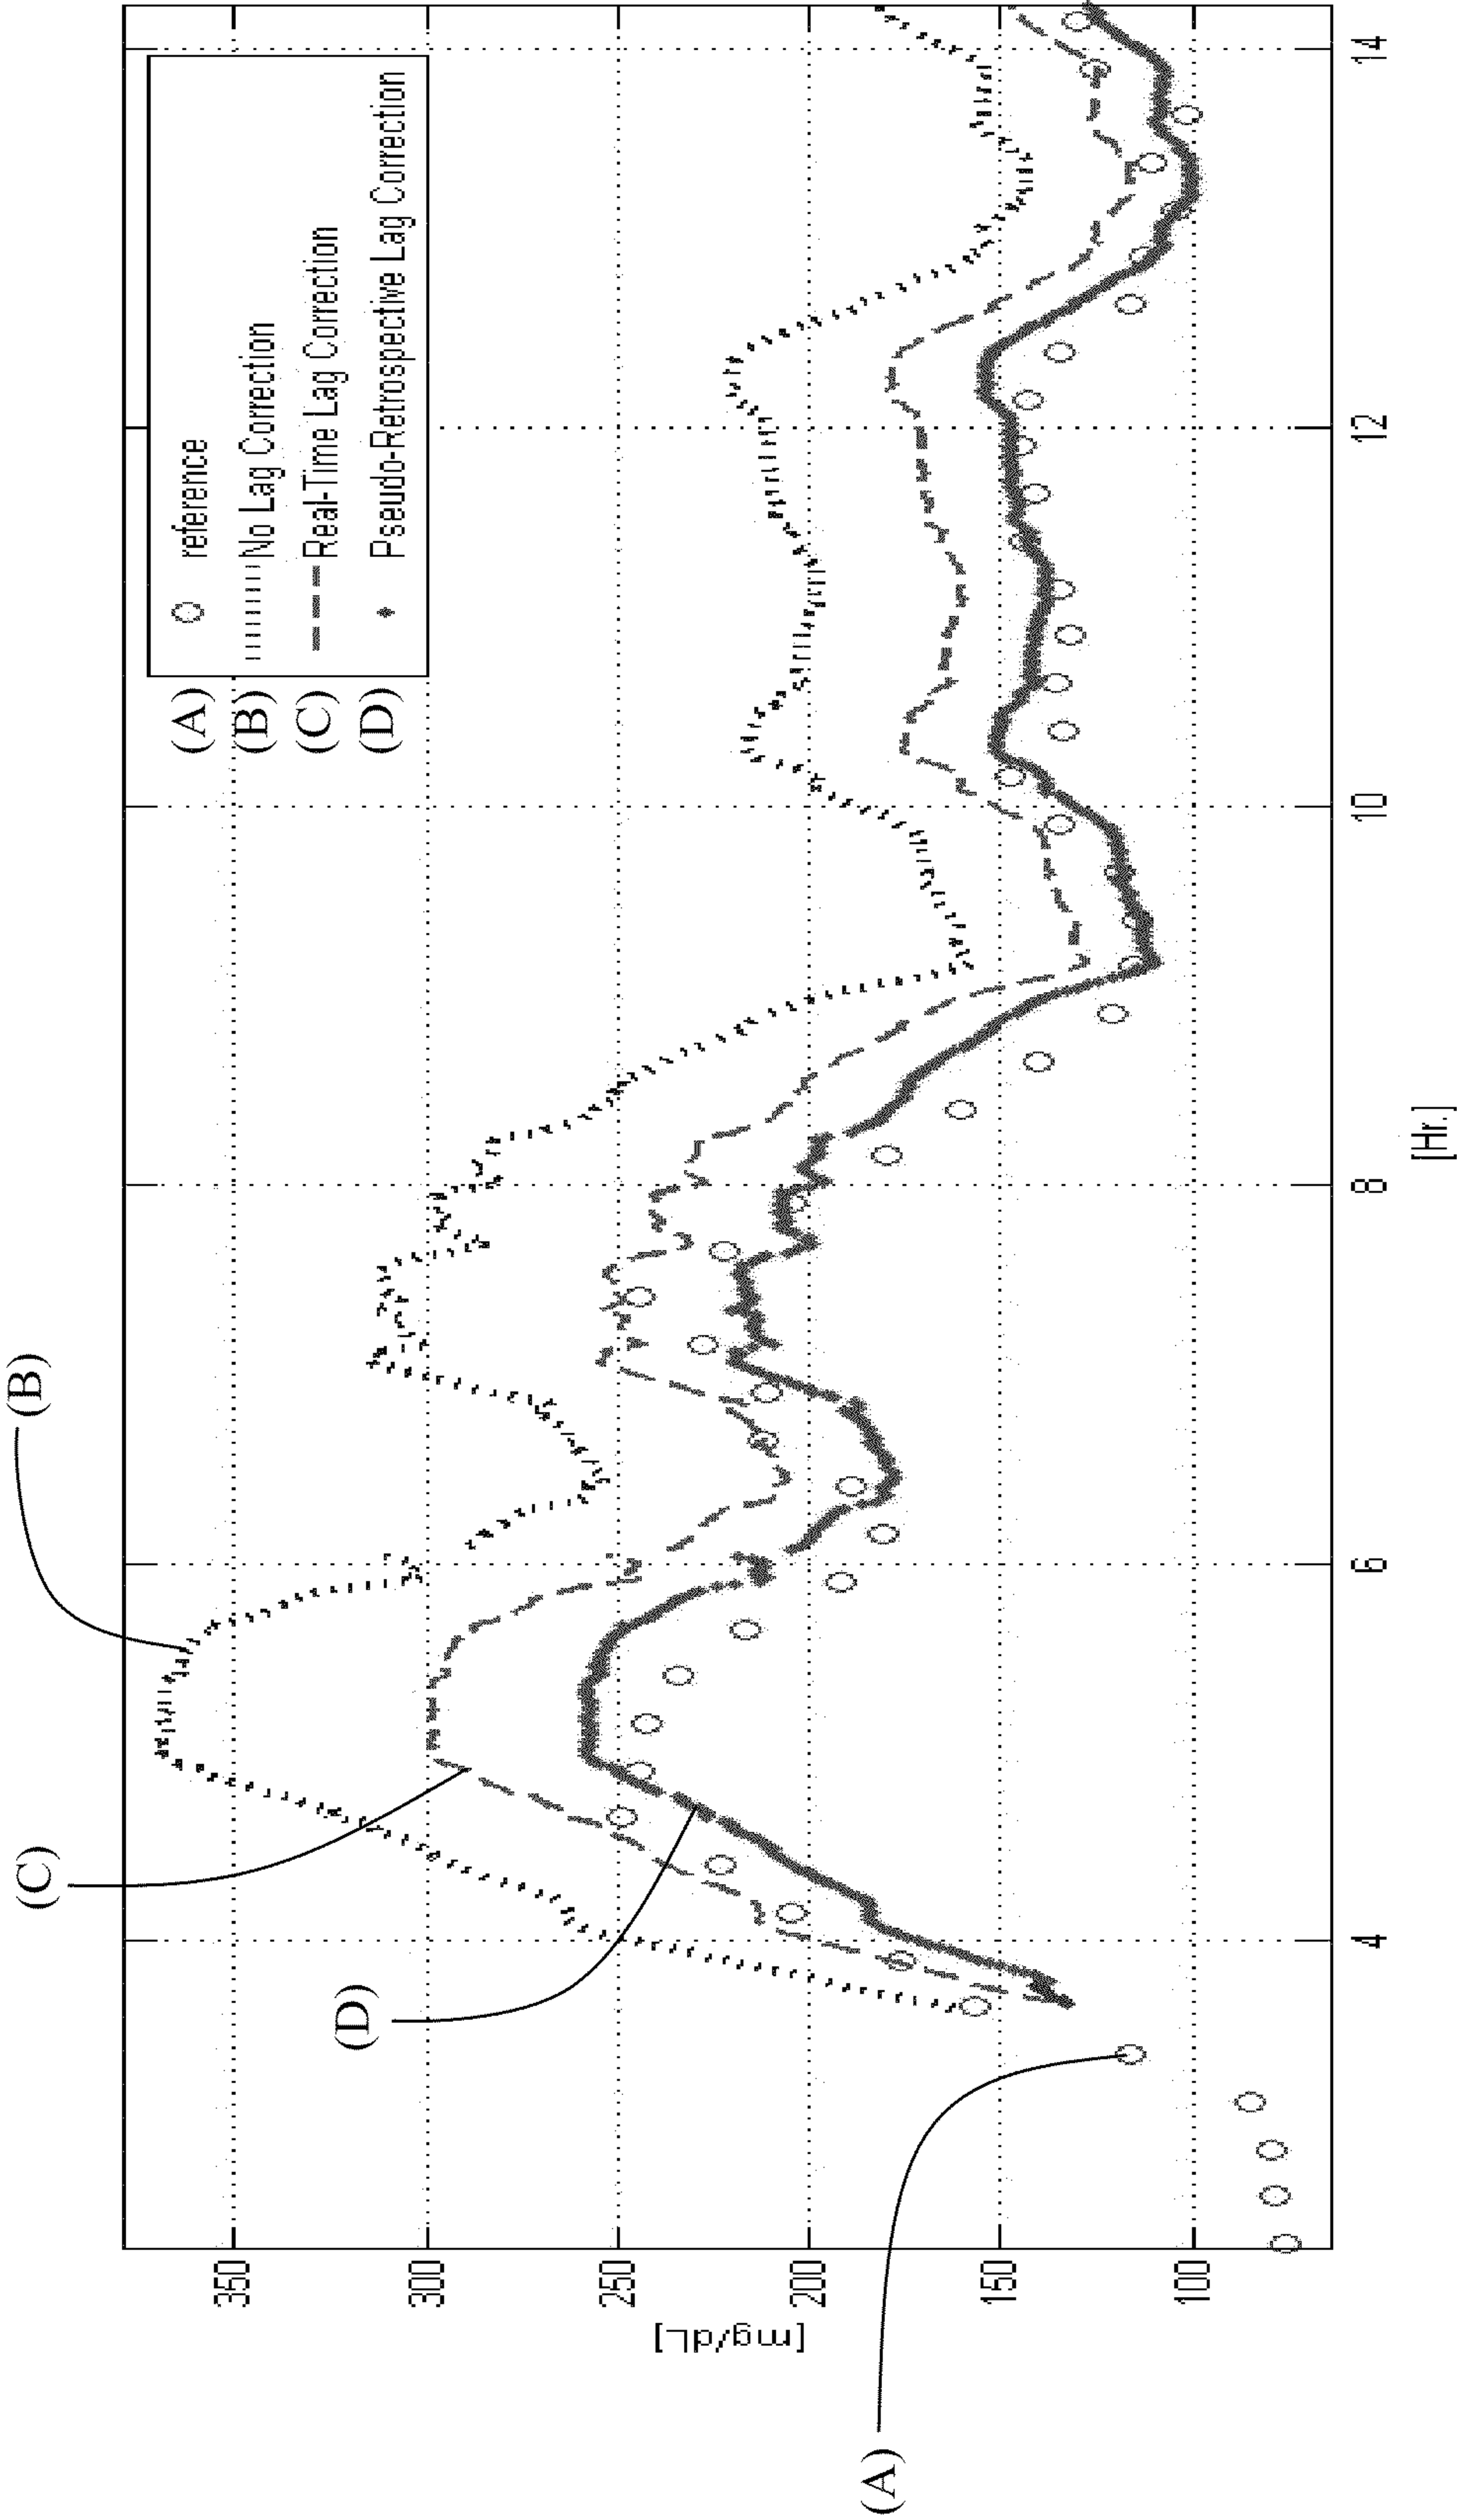 (B)
(C)
(D)
(A)
(A) reference
(B) No Lag Correction
(C) Real-Time Lag Correction
(D) Pseudo-Retrospective Lag Correction
[mg/dL]
350
300
250
200
150
100
4 6 8 10 12 14
[Hr.]